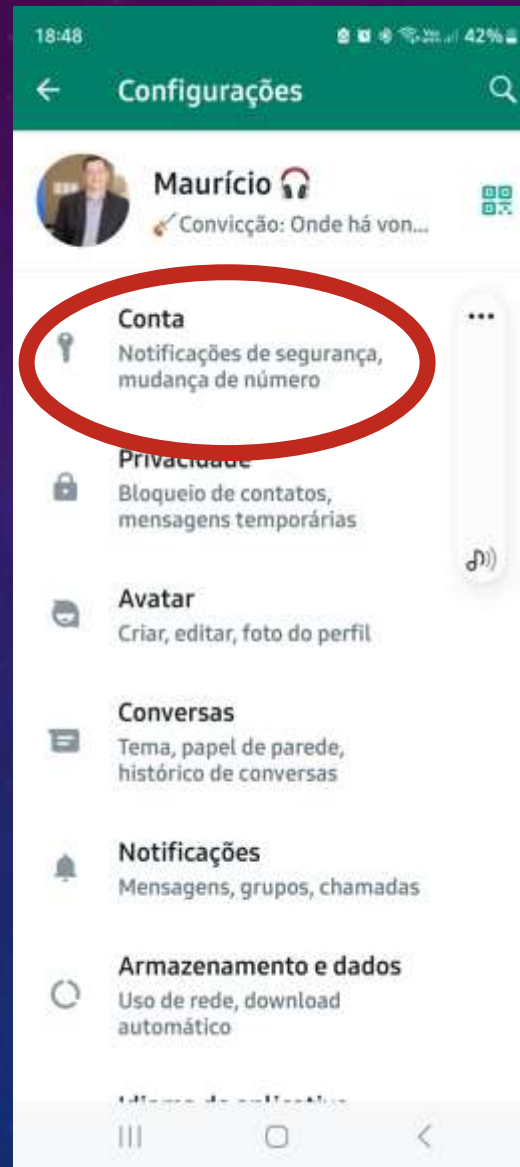 18:48
42%
Configurações
Maurício
Convicção: Onde há von...
Conta
Notificações de segurança,
mudança de número
Privacidade
Bloqueio de contatos,
mensagens temporárias
Avatar
Criar, editar, foto do perfil
Conversas
Tema, papel de parede,
histórico de conversas
Notificações
Mensagens, grupos, chamadas
Armazenamento e dados
Uso de rede, download
automático